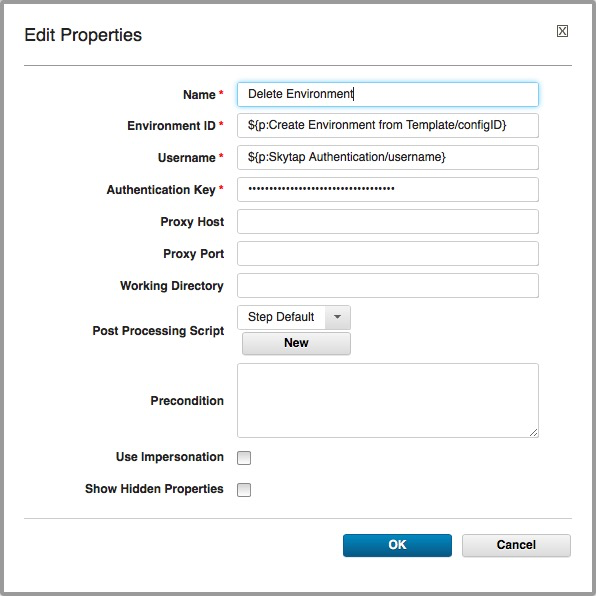 Edit Properties
Name *
Delete Environment
Environment ID *
${p:Create Environment from Template/configID}
Username *
${p:Skytap Authentication/username}
Authentication Key *
•••••••••••••••••••••••••••••••••••
Proxy Host
Proxy Port
Working Directory
Post Processing Script
Step Default
New
Precondition
Use Impersonation
Show Hidden Properties
OK
Cancel